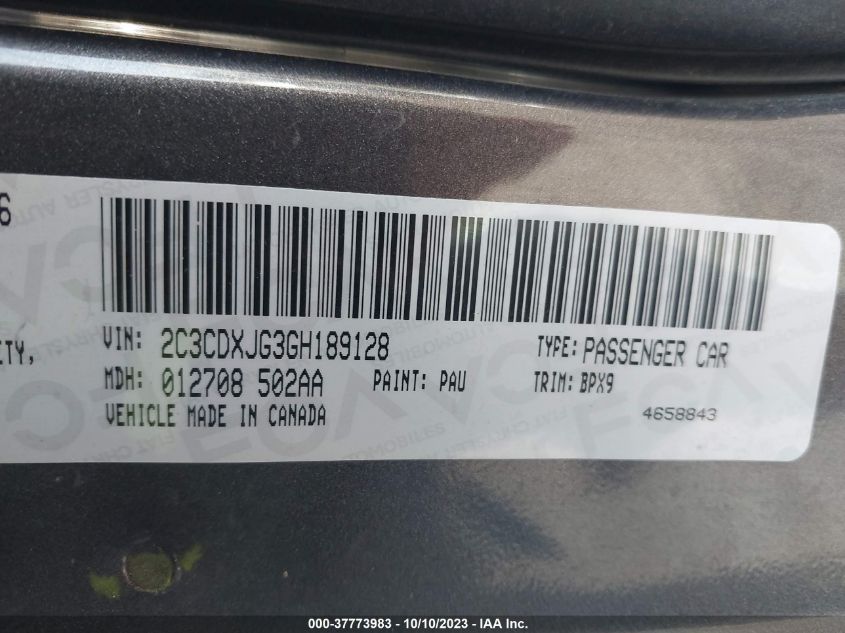 6
ITY,
VIN: 2C3CDXJG3GH189128
TYPE: PASSENGER CAR
MDH: 012708 502AA
PAINT: PAU
TRIM: BPX9
VEHICLE MADE IN CANADA
4658843
000-37773983 - 10/10/2023 - IAA Inc.